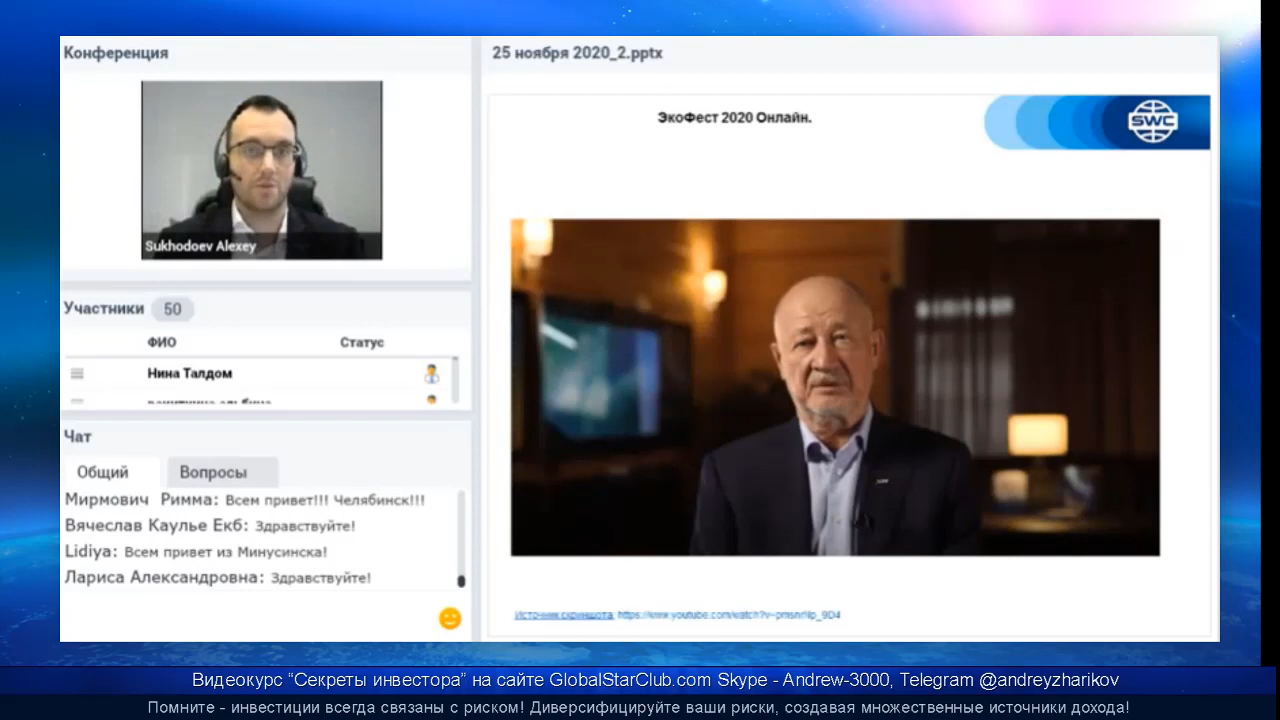 Конференция
Sukhodoev Alexey
Участники 50
ФИО Статус
Нина Талдом
Чат
Общий Вопросы
Мирмович Римма: Всем привет!!! Челябинск!!!
Вячеслав Каулье Екб: Здравствуйте!
Lidiya: Всем привет из Минусинска!
Лариса Александровна: Здравствуйте!
25 ноября 2020_2.pptx
ЭкоФест 2020 Онлайн.
SWC
Источник скриншота:
Видеокурс “Секреты инвестора” на сайте GlobalStarClub.com Skype - Andrew-3000, Telegram @andreyzharikov
Помните - инвестиции всегда связаны с риском! Диверсифицируйте ваши риски, создавая множественные источники дохода!